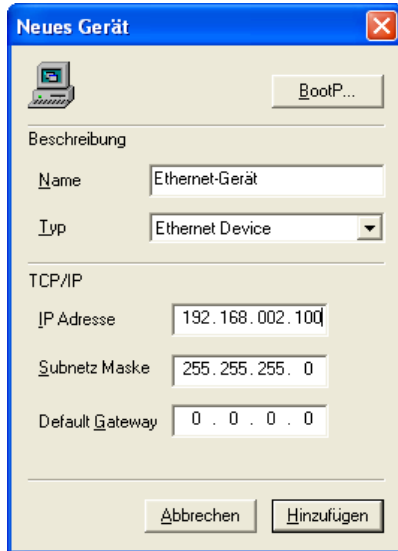 Neues Gerät
BootP...
Beschreibung
Name Ethernet-Gerät
Typ Ethernet Device
TCP/IP
IP Adresse 192.168.002.100
Subnetz Maske 255.255.255. 0
Default Gateway 0 . 0 . 0 . 0
Abbrechen Hinzufügen